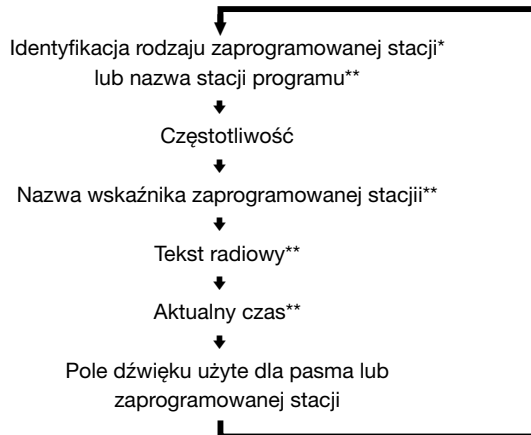 Identyfikacja rodzaju zaprogramowanej stacji*
lub nazwa stacji programu**
Częstotliwość
Nazwa wskaźnika zaprogramowanej stacjii**
Tekst radiowy**
Aktualny czas**
Pole dźwięku użyte dla pasma lub
zaprogramowanej stacji